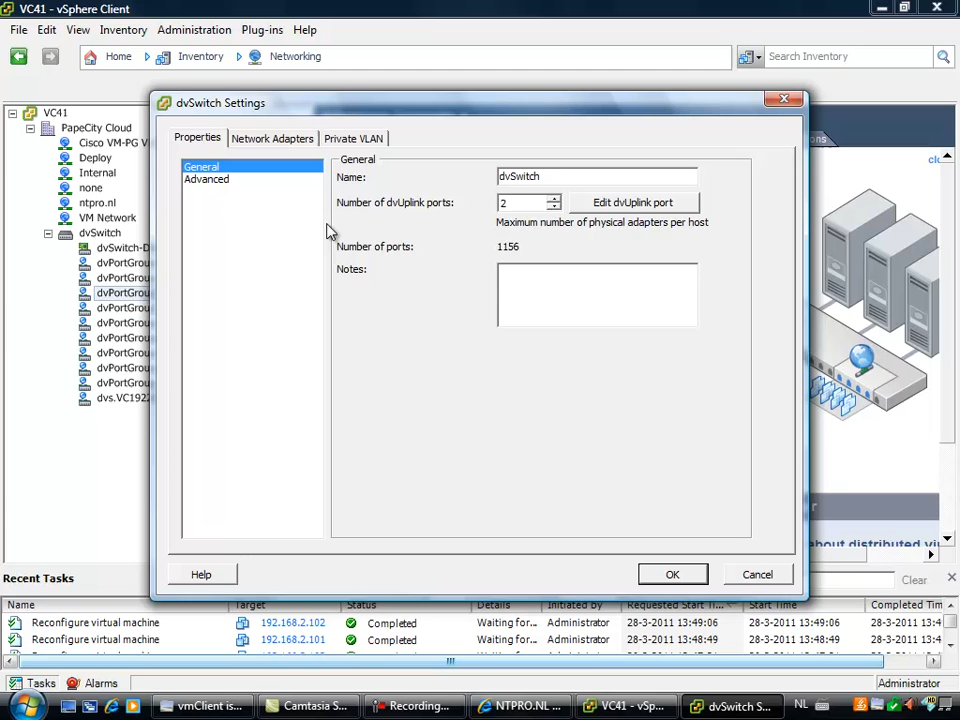 VC41 - vSphere Client
File Edit View Inventory Administration Plug-ins Help
Home Inventory Networking Search Inventory
dvSwitch Settings
VC41
PapeCity Cloud
Cisco VM-PG
Deploy
Internal
none
ntpro.nl
VM Network
dvSwitch
dvSwitch-D
dvPortGrou
dvPortGrou
dvPortGrou
dvPortGrou
dvPortGrou
dvPortGrou
dvPortGrou
dvPortGrou
dvPortGrou
dvs.VC1922
Properties Network Adapters Private VLAN
General
Advanced
General
Name: dvSwitch
Number of dvUplink ports: 2 Edit dvUplink port
Maximum number of physical adapters per host
Number of ports: 1156
Notes:
Help OK Cancel
about distributed
Recent Tasks Clear
Name Target Status Details Initiated by Requested Start Ti... Start Time Completed Tim
Reconfigure virtual machine 192.168.2.102 Completed Waiting for... Administrator 28-3-2011 13:49:06 28-3-2011 13:49:06 28-3-2011
Reconfigure virtual machine 192.168.2.101 Completed Waiting for... Administrator 28-3-2011 13:48:49 28-3-2011 13:48:49 28-3-2011
Tasks Alarms Administrator
vmClient is... Camtasia S... Recording... NTPRO.NL ... VC41 - vSp... dvSwitch S... NL 13:50